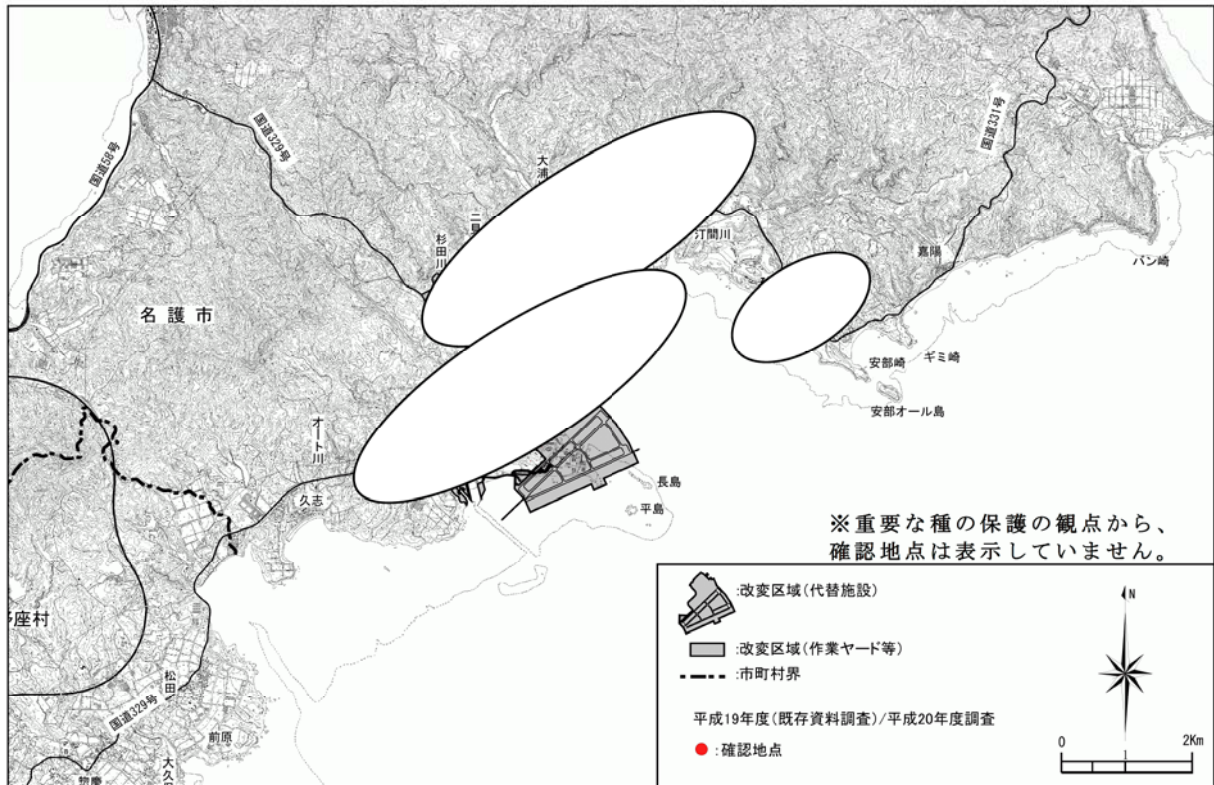 国道58号
国道329号
国道331号
大浦
二見
杉田川
汀間川
嘉陽
バン崎
名護市
安部崎
ギミ崎
安部オール島
オート川
久志
長島
平島
※重要な種の保護の観点から、
確認地点は表示していません。
座村
松田
国道329号
前原
惣慶
大久
:改変区域(代替施設)
:改変区域(作業ヤード等)
:市町村界
平成19年度(既存資料調査)/平成20年度調査
:確認地点
N
0
1
2Km